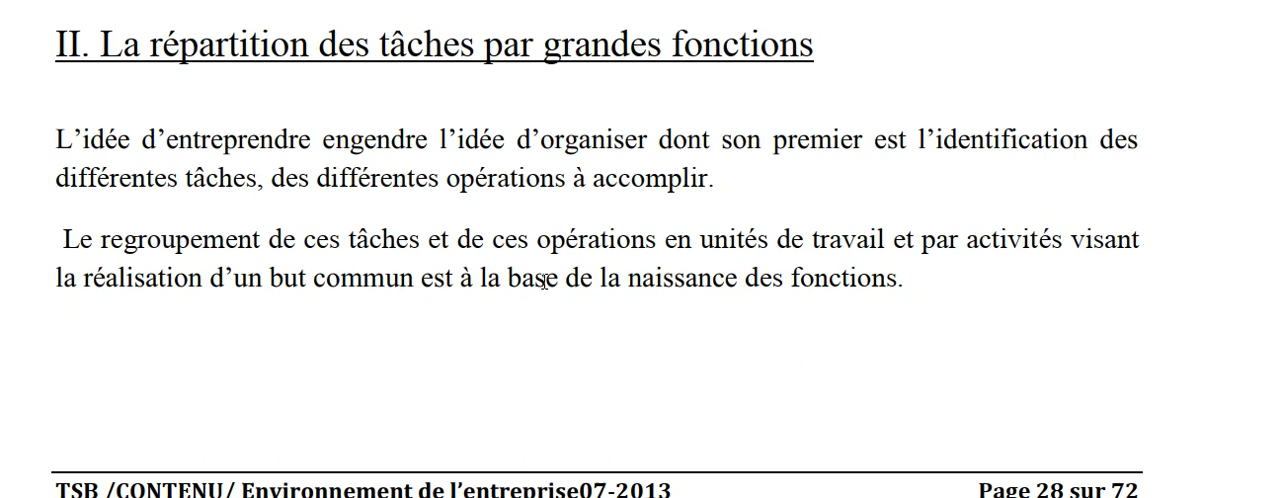 II. La répartition des tâches par grandes fonctions
L’idée d’entreprendre engendre l’idée d’organiser dont son premier est l’identification des
différentes tâches, des différentes opérations à accomplir.
Le regroupement de ces tâches et de ces opérations en unités de travail et par activités visant
la réalisation d’un but commun est à la base de la naissance des fonctions.
TSB /CONTENU/ Environnement de l’entreprise07-2013 Page 28 sur 72